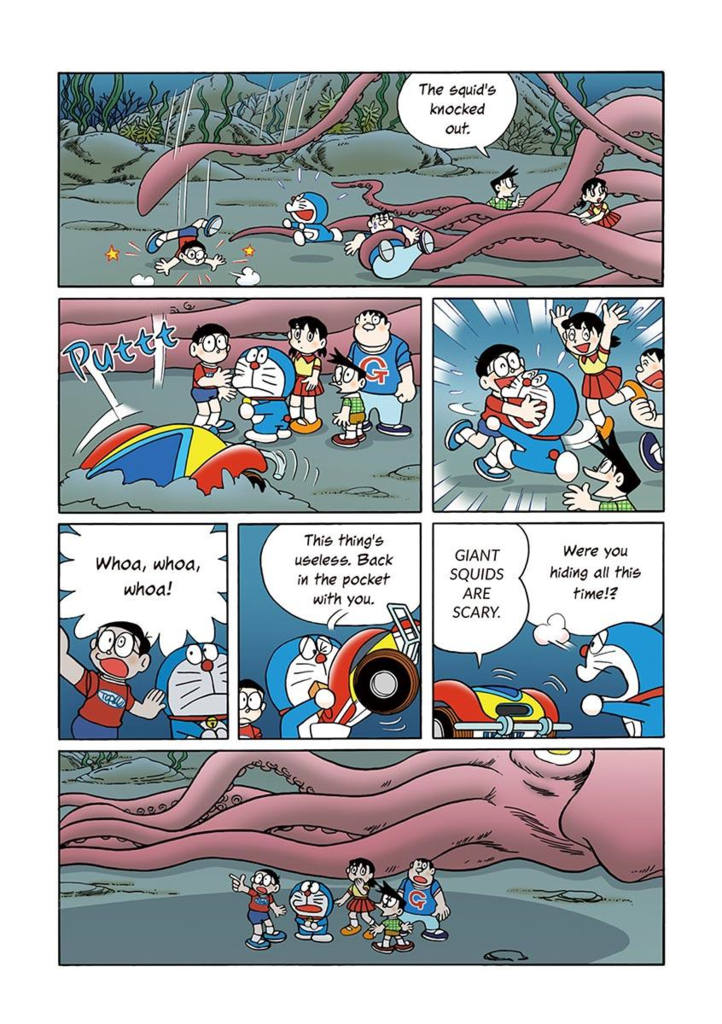 The squid's
knocked
out.
Puttt
G
Were you
hiding all this
time!?
GIANT
SQUIDS
ARE
SCARY.
This thing's
useless. Back
in the pocket
with you.
Whoa, whoa,
whoa!
G